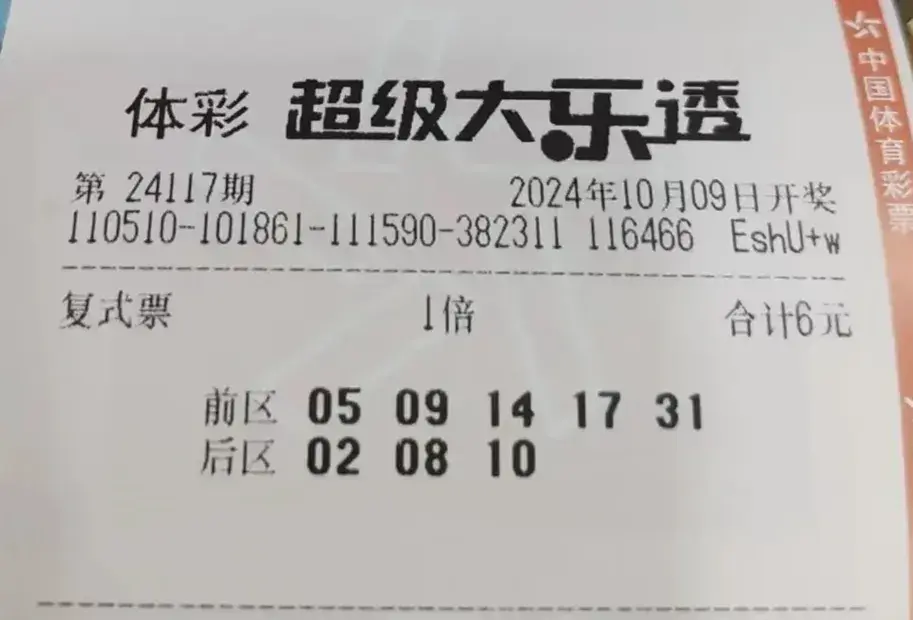 体彩 超级大乐透
第 24117期 2024年10月09日开奖
110510-101861-111590-382311 116466 EshU+w
复式票 1倍 合计6元
前区 05 09 14 17 31
后区 02 08 10
中国体育彩票